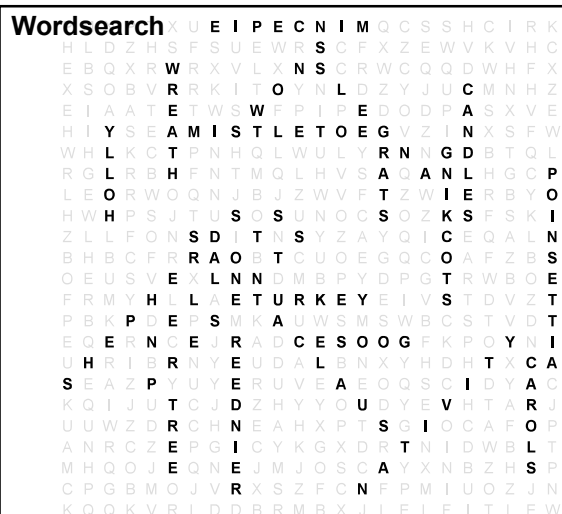 Wordsearch X U E I P E C N I M Q C S S H C I R K
H L D Z H S F S U E W R S C F X Z E W V K V H C
E B Q X R W R X V L X N S C R W C Q Q D W H F X
X S O B V R R K I T O Y N L D Z Y J U C M N H Z
E I A A T E T W S W F P I P E D O D P A S X V E
H I Y S E A M I S T L E T O E G V Z I N X S F W
W H L K C T P N H Q L W U L Y R N N G D B T Q L
R G L R B H F N T M Q L H V S A Q A N L H G C P
L E O R W O Q N J B J Z W V F T Z W I E R B Y O
H W H P S J T U S O S U N O C S O Z K S F S K I
Z L L F O N S D I T N S Y Z A Y Q I C E Q A L N
B H B C F R R A O B T C U O E G Q C O A F Z B S
O E U S V E X L N N D M B P Y D P G T R W B O E
F R M Y H L L A E T U R K E Y E I V S T D V Z T
P B K P D E P S M K A U W S M S W B C S T V D T
E Q E R N C E J R A D C E S O O G F K P O Y N I
U H R I B R N Y E U D A L B N X Y H D H T X C A
S E A Z P Y U Y E R U V E A E O Q S C I D Y A C
K Q I J U T C J D Z H Y Y O U D Y E V H T A R J
U U W Z D R C H N E A H X P T S G I O C A F O P
A N R C Z E P G I C Y K G X D R T N I D W B L T
M H Q O J E Q N E J M J O S C A Y X N B Z H S P
C P G B M O J V R X S Z F C N F P M I U O Z J N